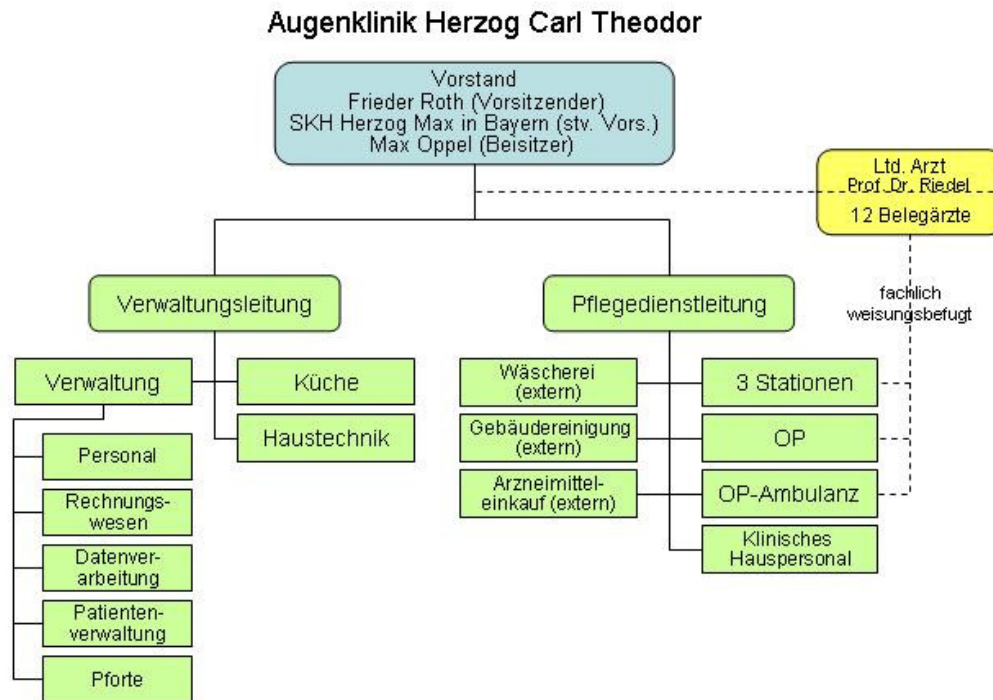 Augenklinik Herzog Carl Theodor
Vorstand
Frieder Roth (Vorsitzender)
SKH Herzog Max in Bayern (stv. Vors.)
Max Oppel (Beisitzer)
Ltd. Arzt
Prof. Dr. Riedel
12 Belegärzte
fachlich
weisungsbefugt
Verwaltungsleitung
Verwaltung
Küche
Haustechnik
Personal
Rechnungs-
wesen
Datenver-
arbeitung
Patienten-
verwaltung
Pforte
Pflegedienstleitung
Wäscherei
(extern)
Gebäudereinigung
(extern)
Arzneimittel-
einkauf (extern)
3 Stationen
OP
OP-Ambulanz
Klinisches
Hauspersonal